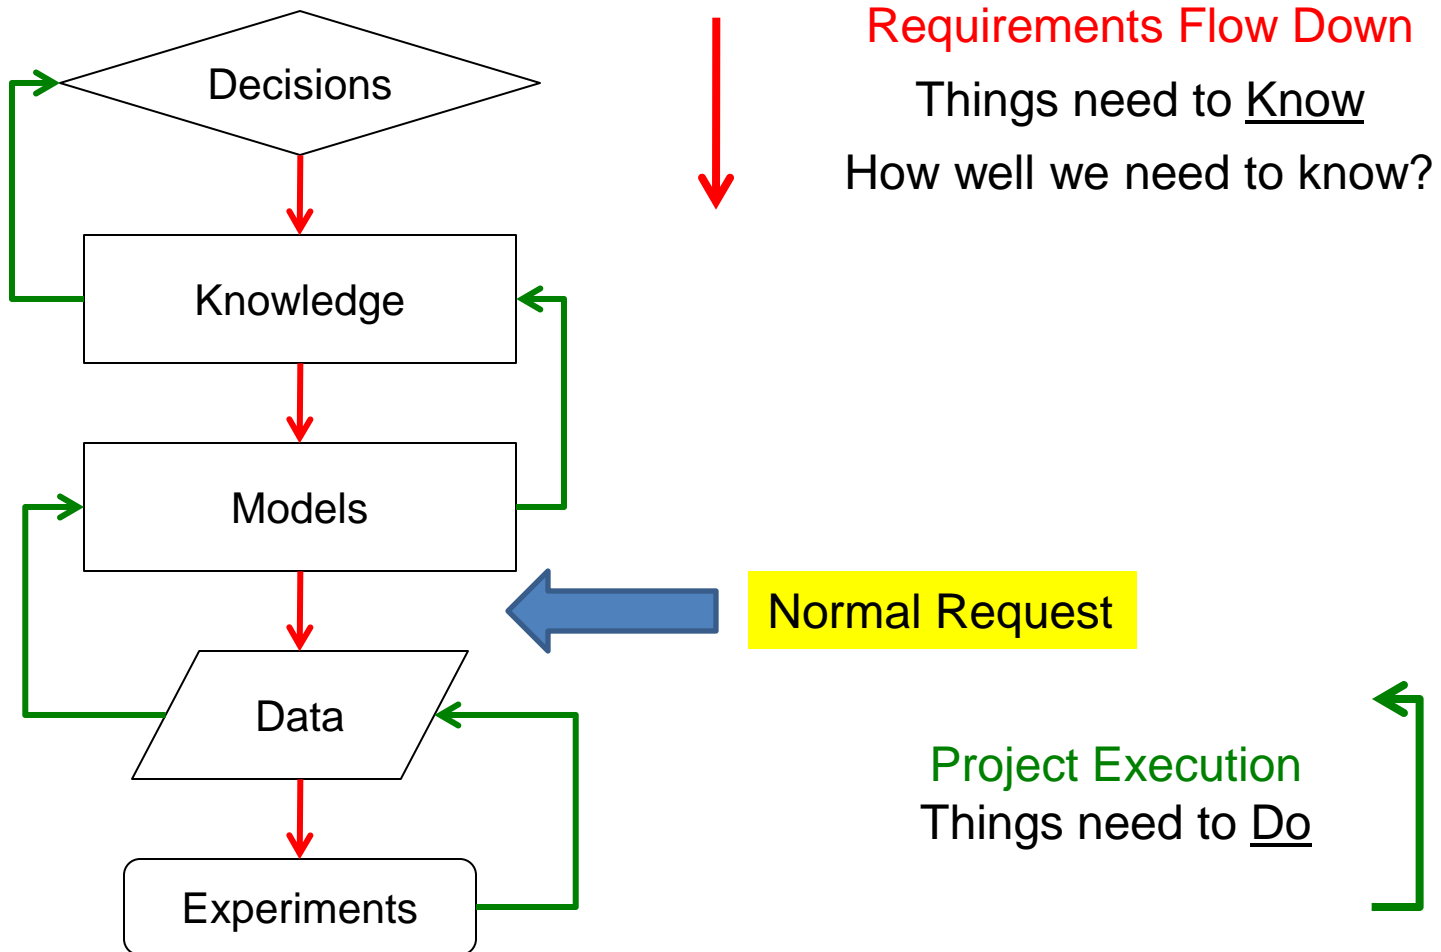 Requirements Flow Down
Decisions
Things need to Know
How well we need to know?
Knowledge
Models
Normal Request
Data
Project Execution
Things need to Do
Experiments